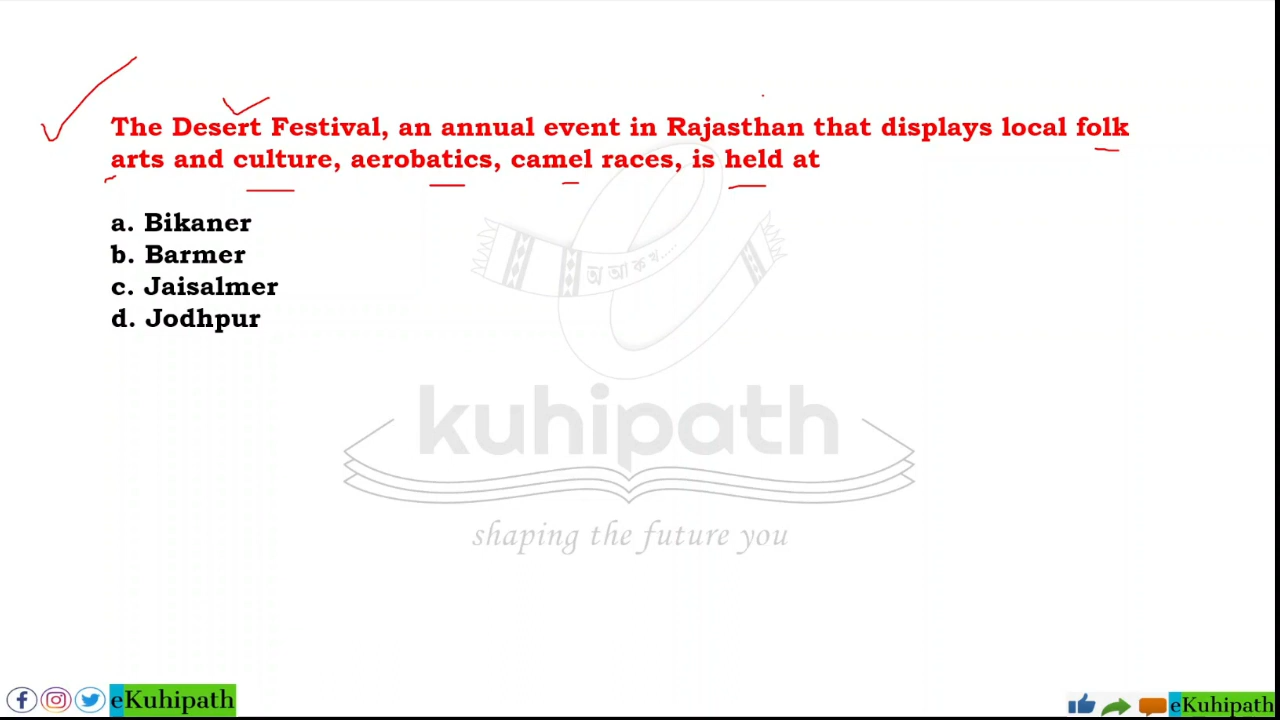 The Desert Festival, an annual event in Rajasthan that displays local folk
arts and culture, aerobatics, camel races, is held at
a. Bikaner
b. Barmer
c. Jaisalmer
d. Jodhpur
অ আ ক খ....
kuhipath
shaping the future you
eKuhipath
eKuhipath